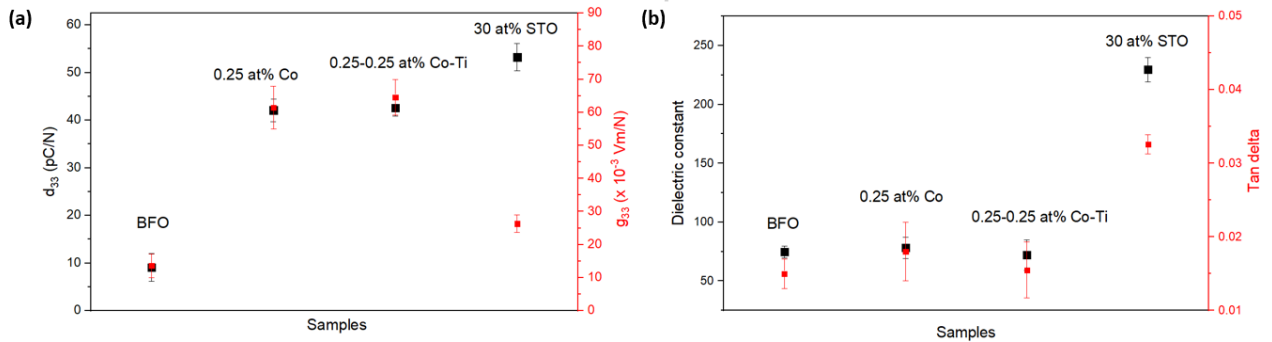 (a)
60
50
40
30
20
10
0
d33 (pC/N)
BFO
0.25 at% Co
0.25-0.25 at% Co-Ti
30 at% STO
90
80
70
60
50
40
30
20
10
0
g33 (x 10-3 Vm/N)
Samples
(b)
250
200
150
100
50
Dielectric constant
BFO
0.25 at% Co
0.25-0.25 at% Co-Ti
30 at% STO
0.05
0.04
0.03
0.02
0.01
Tan delta
Samples